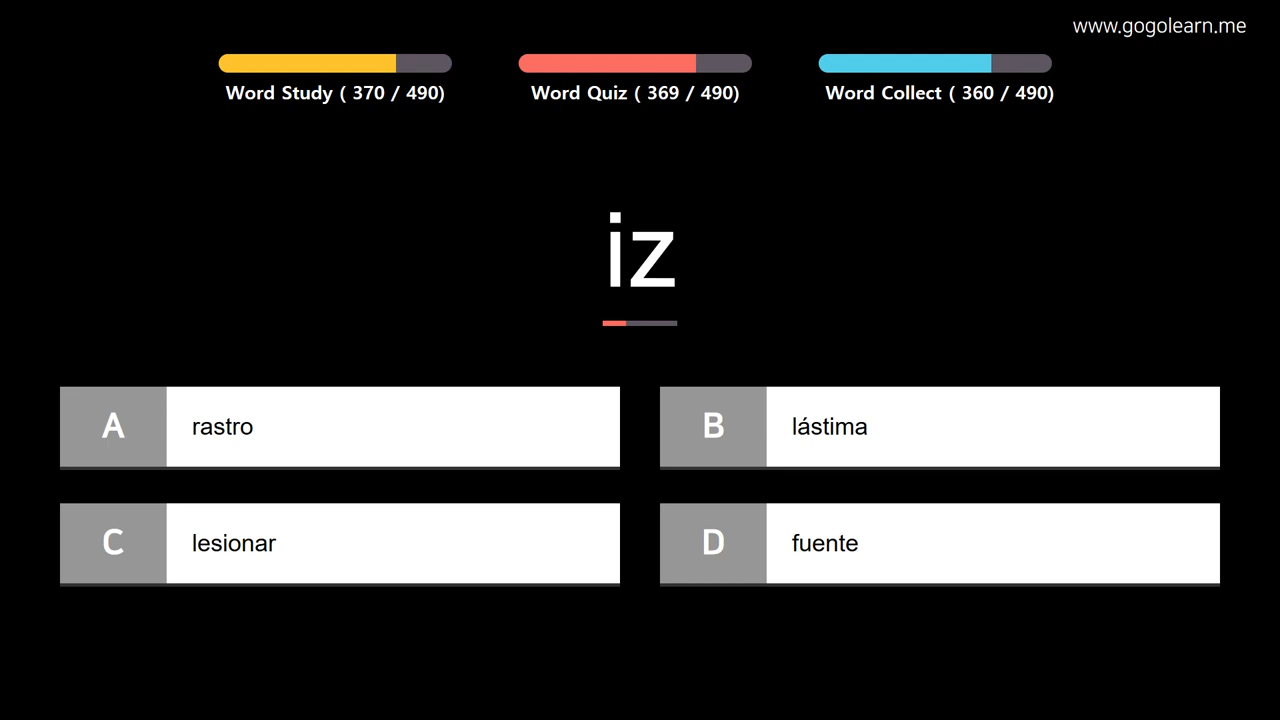 www.gogolearn.me
Word Study ( 370 / 490)
Word Quiz ( 369 / 490)
Word Collect ( 360 / 490)
iz
A rastro
B lástima
C lesionar
D fuente